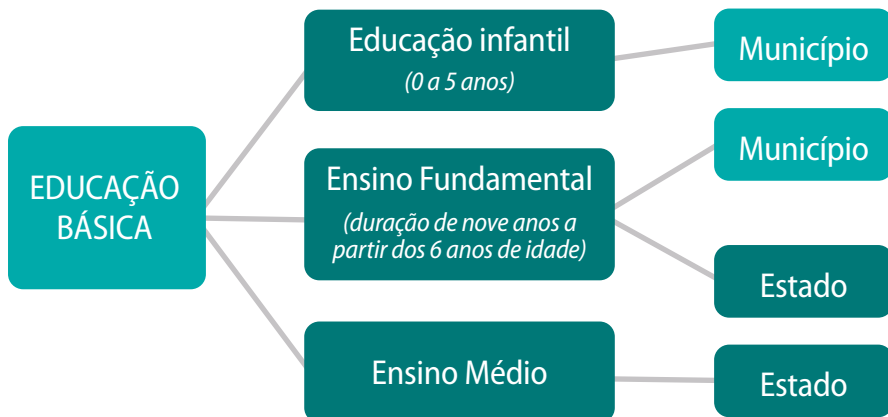 EDUCAÇÃO
BÁSICA
Educação infantil
(0 a 5 anos)
Município
Ensino Fundamental
(duração de nove anos a
partir dos 6 anos de idade)
Município
Estado
Ensino Médio
Estado